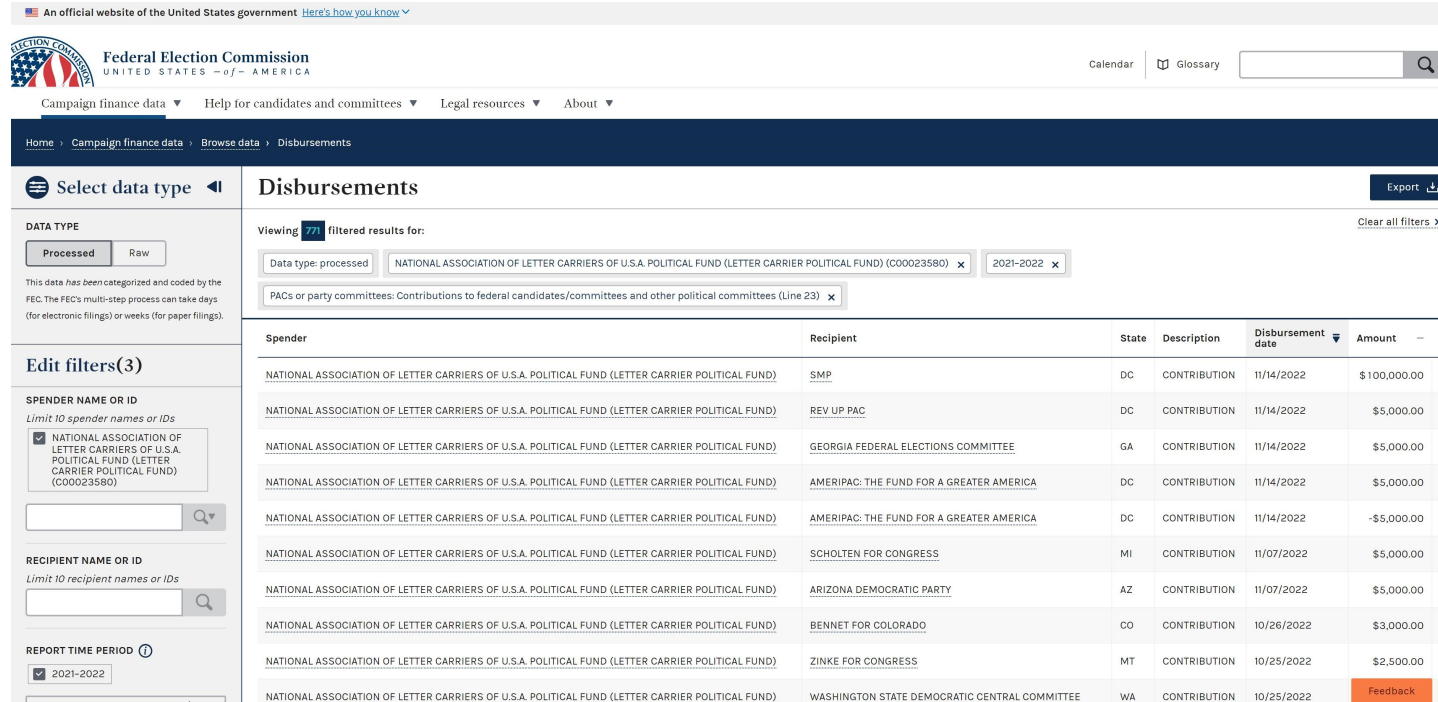 An official website of the United States government Here's how you know
ELECTION COMMISSION
Federal Election Commission
UNITED STATES -of- AMERICA
Calendar Glossary
Campaign finance data Help for candidates and committees Legal resources About
Home › Campaign finance data › Browse data › Disbursements
Select data type
DATA TYPE
Processed Raw
This data has been categorized and coded by the
FEC. The FEC's multi-step process can take days
(for electronic filings) or weeks (for paper filings).
Edit filters(3)
SPENDER NAME OR ID
Limit 10 spender names or IDs
NATIONAL ASSOCIATION OF
LETTER CARRIERS OF U.S.A.
POLITICAL FUND (LETTER
CARRIER POLITICAL FUND)
(C00023580)
RECIPIENT NAME OR ID
Limit 10 recipient names or IDs
REPORT TIME PERIOD
2021–2022
Disbursements
Export
Viewing 771 filtered results for:
Clear all filters x
Data type: processed NATIONAL ASSOCIATION OF LETTER CARRIERS OF U.S.A. POLITICAL FUND (LETTER CARRIER POLITICAL FUND) (C00023580) x 2021–2022 x
PACs or party committees: Contributions to federal candidates/committees and other political committees (Line 23) x
Spender Recipient State Description Disbursement date Amount
NATIONAL ASSOCIATION OF LETTER CARRIERS OF U.S.A. POLITICAL FUND (LETTER CARRIER POLITICAL FUND) SMP DC CONTRIBUTION 11/14/2022 $100,000.00
NATIONAL ASSOCIATION OF LETTER CARRIERS OF U.S.A. POLITICAL FUND (LETTER CARRIER POLITICAL FUND) REV UP PAC DC CONTRIBUTION 11/14/2022 $5,000.00
NATIONAL ASSOCIATION OF LETTER CARRIERS OF U.S.A. POLITICAL FUND (LETTER CARRIER POLITICAL FUND) GEORGIA FEDERAL ELECTIONS COMMITTEE GA CONTRIBUTION 11/14/2022 $5,000.00
NATIONAL ASSOCIATION OF LETTER CARRIERS OF U.S.A. POLITICAL FUND (LETTER CARRIER POLITICAL FUND) AMERIPAC: THE FUND FOR A GREATER AMERICA DC CONTRIBUTION 11/14/2022 $5,000.00
NATIONAL ASSOCIATION OF LETTER CARRIERS OF U.S.A. POLITICAL FUND (LETTER CARRIER POLITICAL FUND) AMERIPAC: THE FUND FOR A GREATER AMERICA DC CONTRIBUTION 11/14/2022 -$5,000.00
NATIONAL ASSOCIATION OF LETTER CARRIERS OF U.S.A. POLITICAL FUND (LETTER CARRIER POLITICAL FUND) SCHOLTEN FOR CONGRESS MI CONTRIBUTION 11/07/2022 $5,000.00
NATIONAL ASSOCIATION OF LETTER CARRIERS OF U.S.A. POLITICAL FUND (LETTER CARRIER POLITICAL FUND) ARIZONA DEMOCRATIC PARTY AZ CONTRIBUTION 11/07/2022 $5,000.00
NATIONAL ASSOCIATION OF LETTER CARRIERS OF U.S.A. POLITICAL FUND (LETTER CARRIER POLITICAL FUND) BENNET FOR COLORADO CO CONTRIBUTION 10/26/2022 $3,000.00
NATIONAL ASSOCIATION OF LETTER CARRIERS OF U.S.A. POLITICAL FUND (LETTER CARRIER POLITICAL FUND) ZINKE FOR CONGRESS MT CONTRIBUTION 10/25/2022 $2,500.00
NATIONAL ASSOCIATION OF LETTER CARRIERS OF U.S.A. POLITICAL FUND (LETTER CARRIER POLITICAL FUND) WASHINGTON STATE DEMOCRATIC CENTRAL COMMITTEE WA CONTRIBUTION 10/25/2022
Feedback